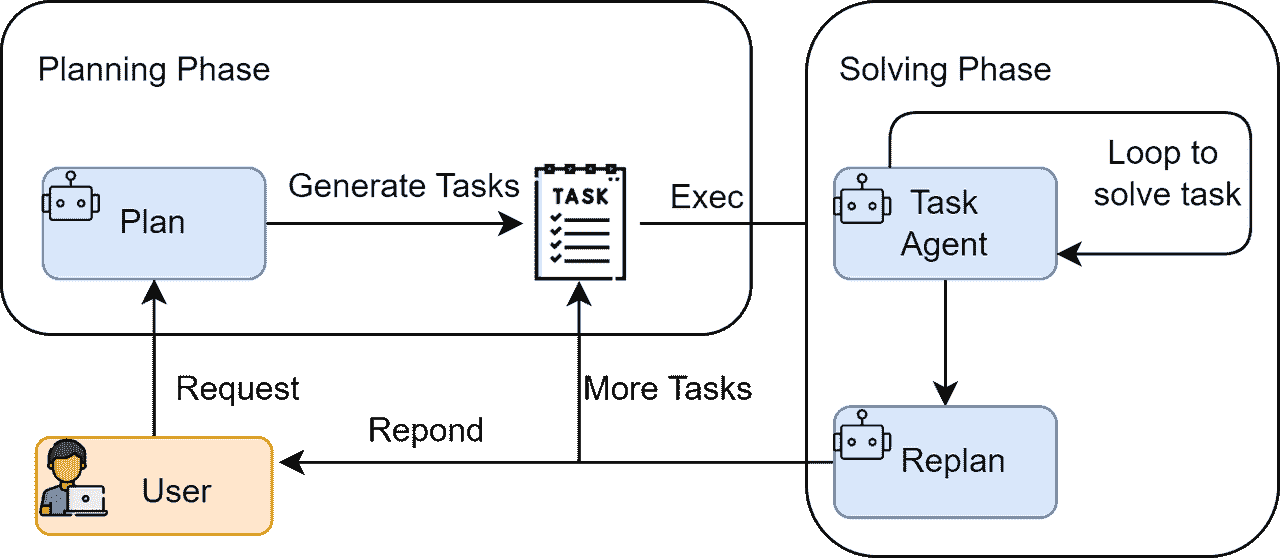 Planning Phase
Solving Phase
Plan
Generate Tasks
TASK
Exec
Task
Agent
Loop to
solve task
Request
More Tasks
Repond
User
Replan